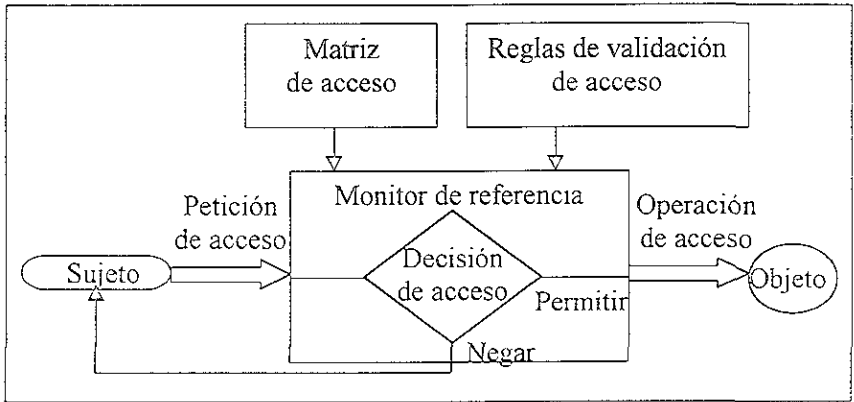 Matriz
de acceso
Reglas de validación
de acceso
Monitor de referencia
Petición
de acceso
Operación
de acceso
Sujeto
Decisión
de acceso
Objeto
Permitir
Negar